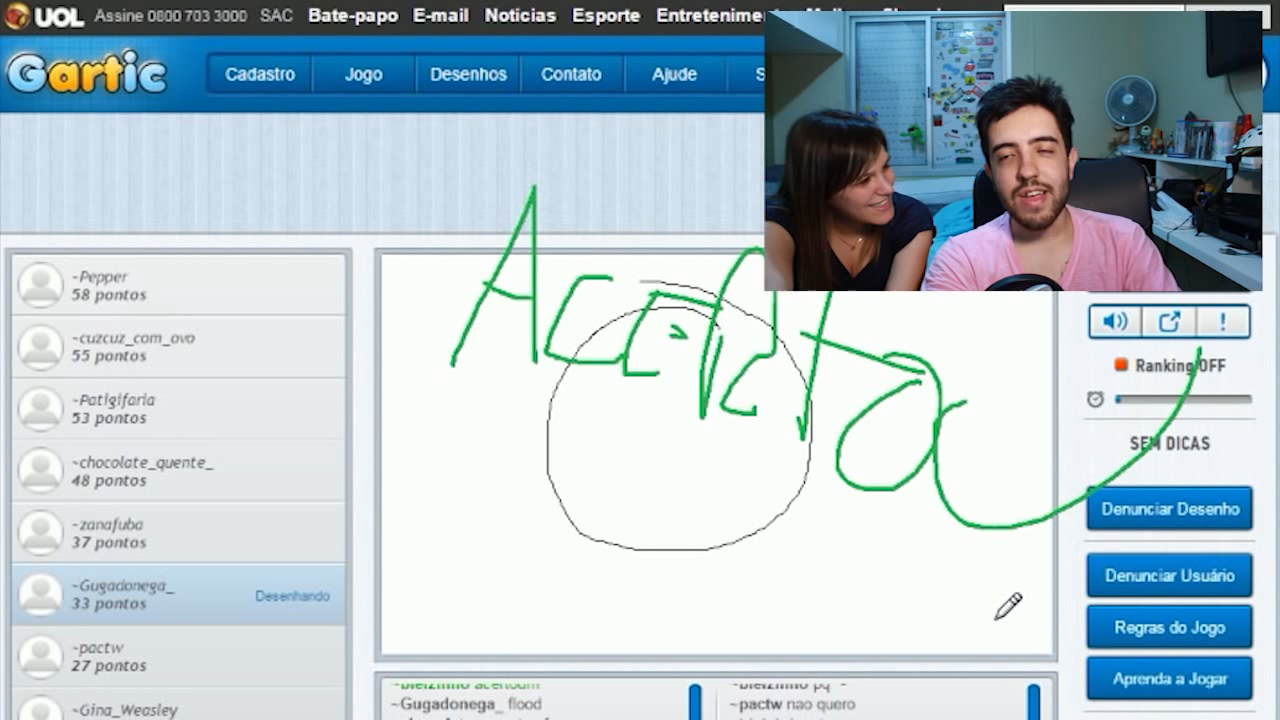 UOL Assine 0800 703 3000 SAC Bate-papo E-mail Notícias Esporte
Gartic Cadastro Jogo Desenhos Contato Ajude
~Pepper
58 pontos
~cuzcuz_com_ovo
55 pontos
~Patigifaria
53 pontos
~chocolate_quente_
48 pontos
~zanafuba
37 pontos
~Gugadonega_
33 pontos
Desenhando
~pactw
27 pontos
~Gina_Weasley
Aceita
Ranking OFF
SEM DICAS
Denunciar Desenho
Denunciar Usuário
Regras do Jogo
Aprenda a Jogar
~Gugadonega_ flood
~pactw nao quero